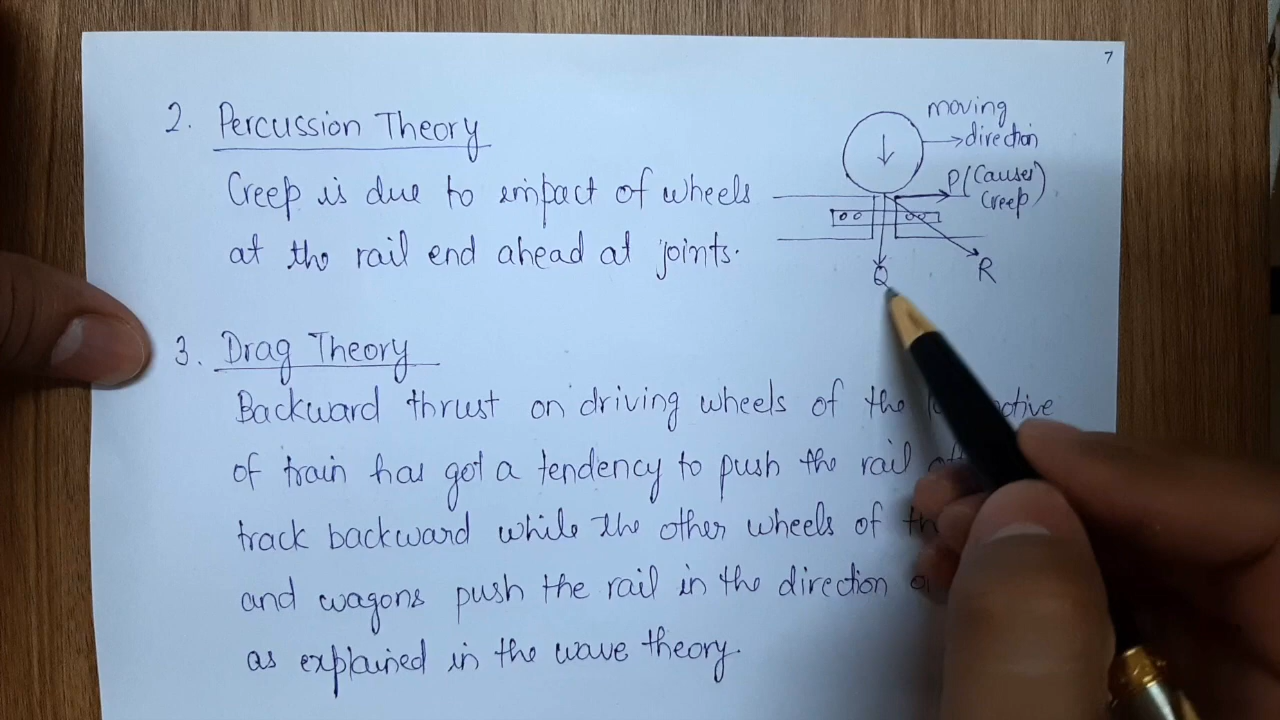 7
2. Percussion Theory
Creep is due to impact of wheels
at the rail end ahead at joints.
moving
direction
P(Causes
Creep)
Q
R
3. Drag Theory
Backward thrust on driving wheels of the
of train has got a tendency to push the rail
track backward while the other wheels of
and wagons push the rail in the direction
as explained in the wave theory.